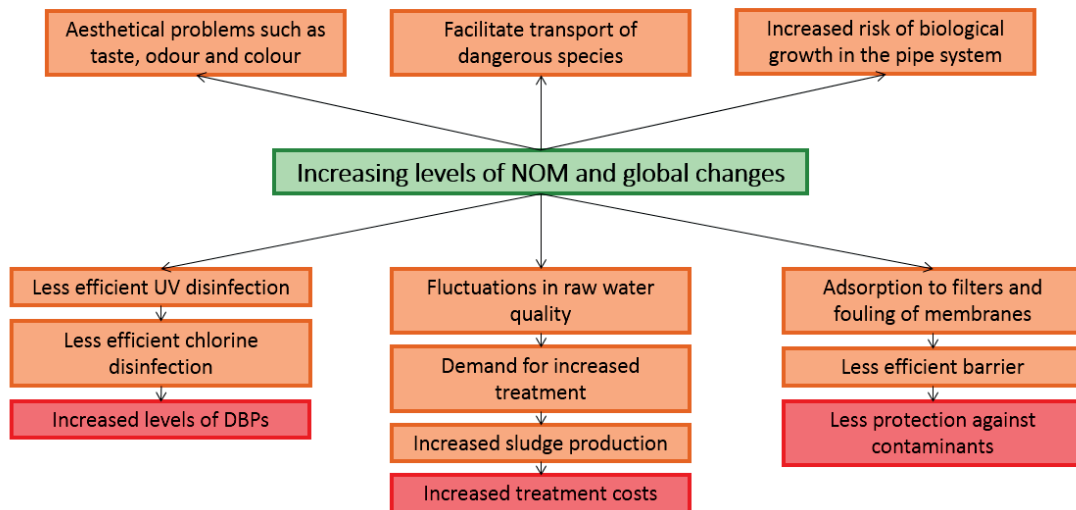 Aesthetical problems such as
taste, odour and colour
Facilitate transport of
dangerous species
Increased risk of biological
growth in the pipe system
Increasing levels of NOM and global changes
Less efficient UV disinfection
Less efficient chlorine
disinfection
Increased levels of DBPs
Fluctuations in raw water
quality
Demand for increased
treatment
Increased sludge production
Increased treatment costs
Adsorption to filters and
fouling of membranes
Less efficient barrier
Less protection against
contaminants